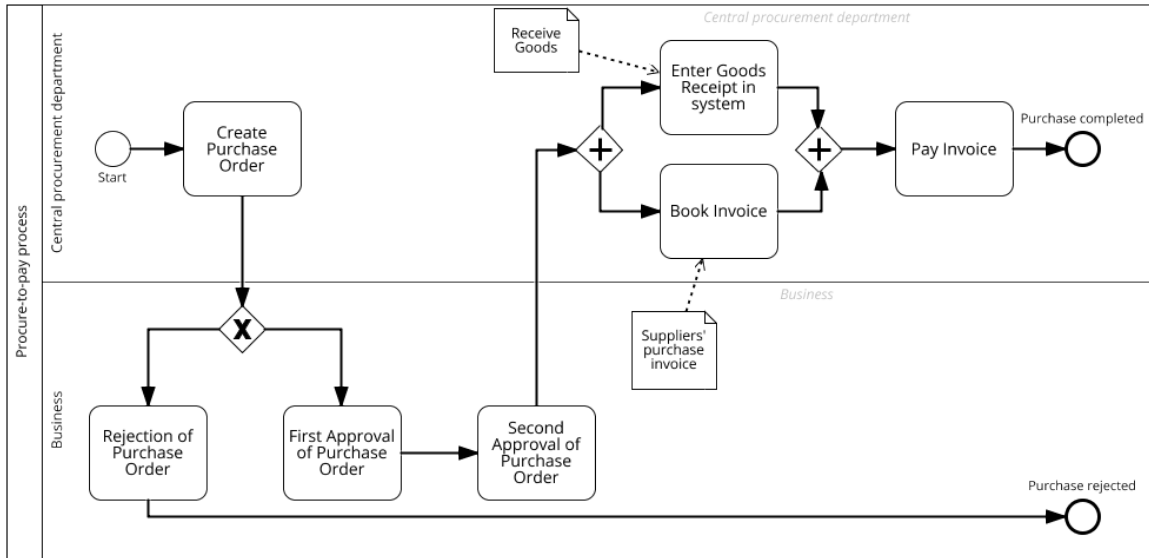 Procure-to-pay process
Central procurement department
Central procurement department
Receive
Goods
Enter Goods
Receipt in
system
Create
Purchase
Order
Start
Book Invoice
Pay Invoice
Purchase completed
Business
Business
X
Suppliers'
purchase
invoice
Rejection of
Purchase
Order
First Approval
of Purchase
Order
Second
Approval of
Purchase
Order
Purchase rejected